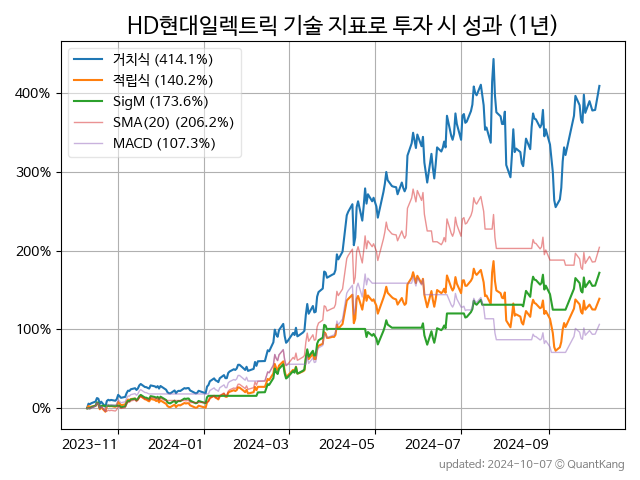 HD현대일렉트릭 기술 지표로 투자 시 성과 (1년)
거치식 (414.1%)
적립식 (140.2%)
SigM (173.6%)
SMA(20) (206.2%)
MACD (107.3%)
400%
300%
200%
100%
0%
2023-11 2024-01 2024-03 2024-05 2024-07 2024-09
updated: 2024-10-07 © QuantKang